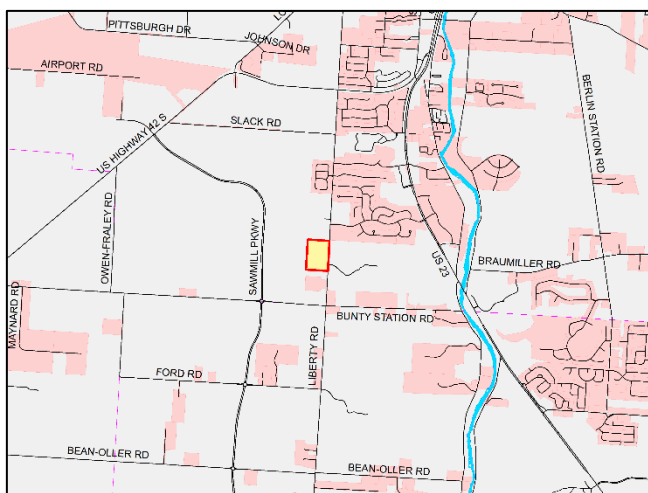 PITTSBURGH DR
JOHNSON DR
AIRPORT RD
US HIGHWAY 42 S
SLACK RD
BERLIN STATION RD
OWEN-FRALEY RD
SAWMILL PKWY
US 23
BRAUMILLER RD
MAYNARD RD
LIBERTY RD
BUNTY STATION RD
FORD RD
BEAN-OLLER RD
BEAN-OLLER RD